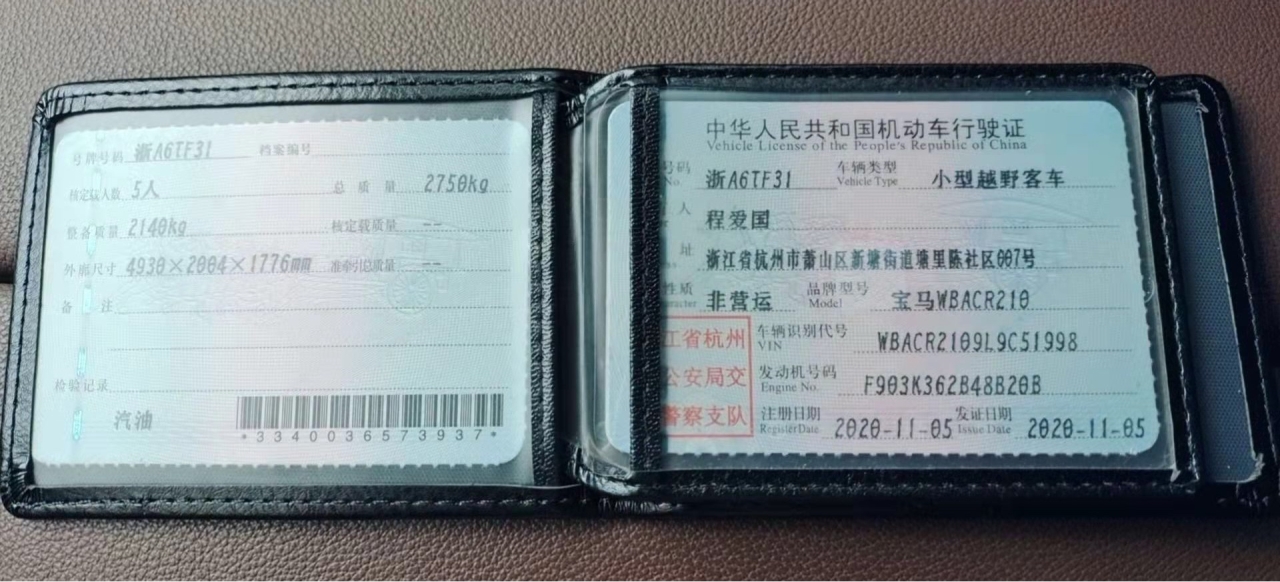 号牌号码 浙A6TF31 档案编号
核定载人数 5人 总质量 2750kg
整备质量 2140kg 核定载质量 --
外廓尺寸 4930×2004×1776mm 准牵引总质量 --
备注
检验记录
汽油
*3340036573937*
中华人民共和国机动车行驶证
Vehicle License of the People's Republic of China
号码 浙A6TF31 车辆类型 小型越野客车
No. Vehicle Type
人 程爱国
址 浙江省杭州市萧山区新塘街道塘里陈社区007号
性质 非营运 品牌型号 宝马WBACR210
Model
江省杭州
公安局交
警察支队
车辆识别代号 WBACR2109L9C51998
VIN
发动机号码 F903K362B48B20B
Engine No.
注册日期 2020-11-05 发证日期 2020-11-05
Register Date Issue Date